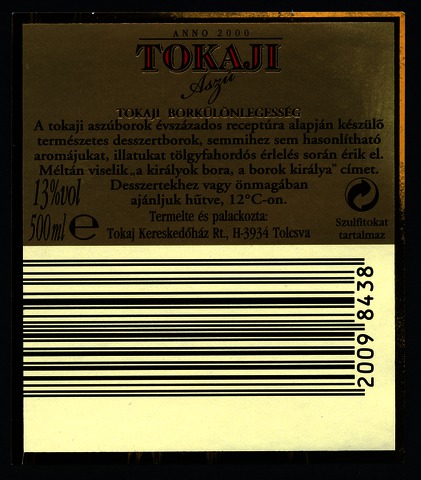 ANNO 2000
TOKAJI
Aszú
TOKAJI BORKÜLÖNLEGESSÉG
A tokaji aszúborok évszázados receptúra alapján készülő
természetes desszertborok, semmihez sem hasonlítható
aromájukat, illatukat tölgyfahordós érlelés során érik el.
Méltán viselik „a királyok bora, a borok királya" címet.
Desszertekhez vagy önmagában
ajánljuk hűtve, 12°C-on.
13%vol
500ml e
Termelte és palackozta:
Tokaj Kereskedőház Rt., H-3934 Tolcsva
Szulfitokat
tartalmaz
2009 8438